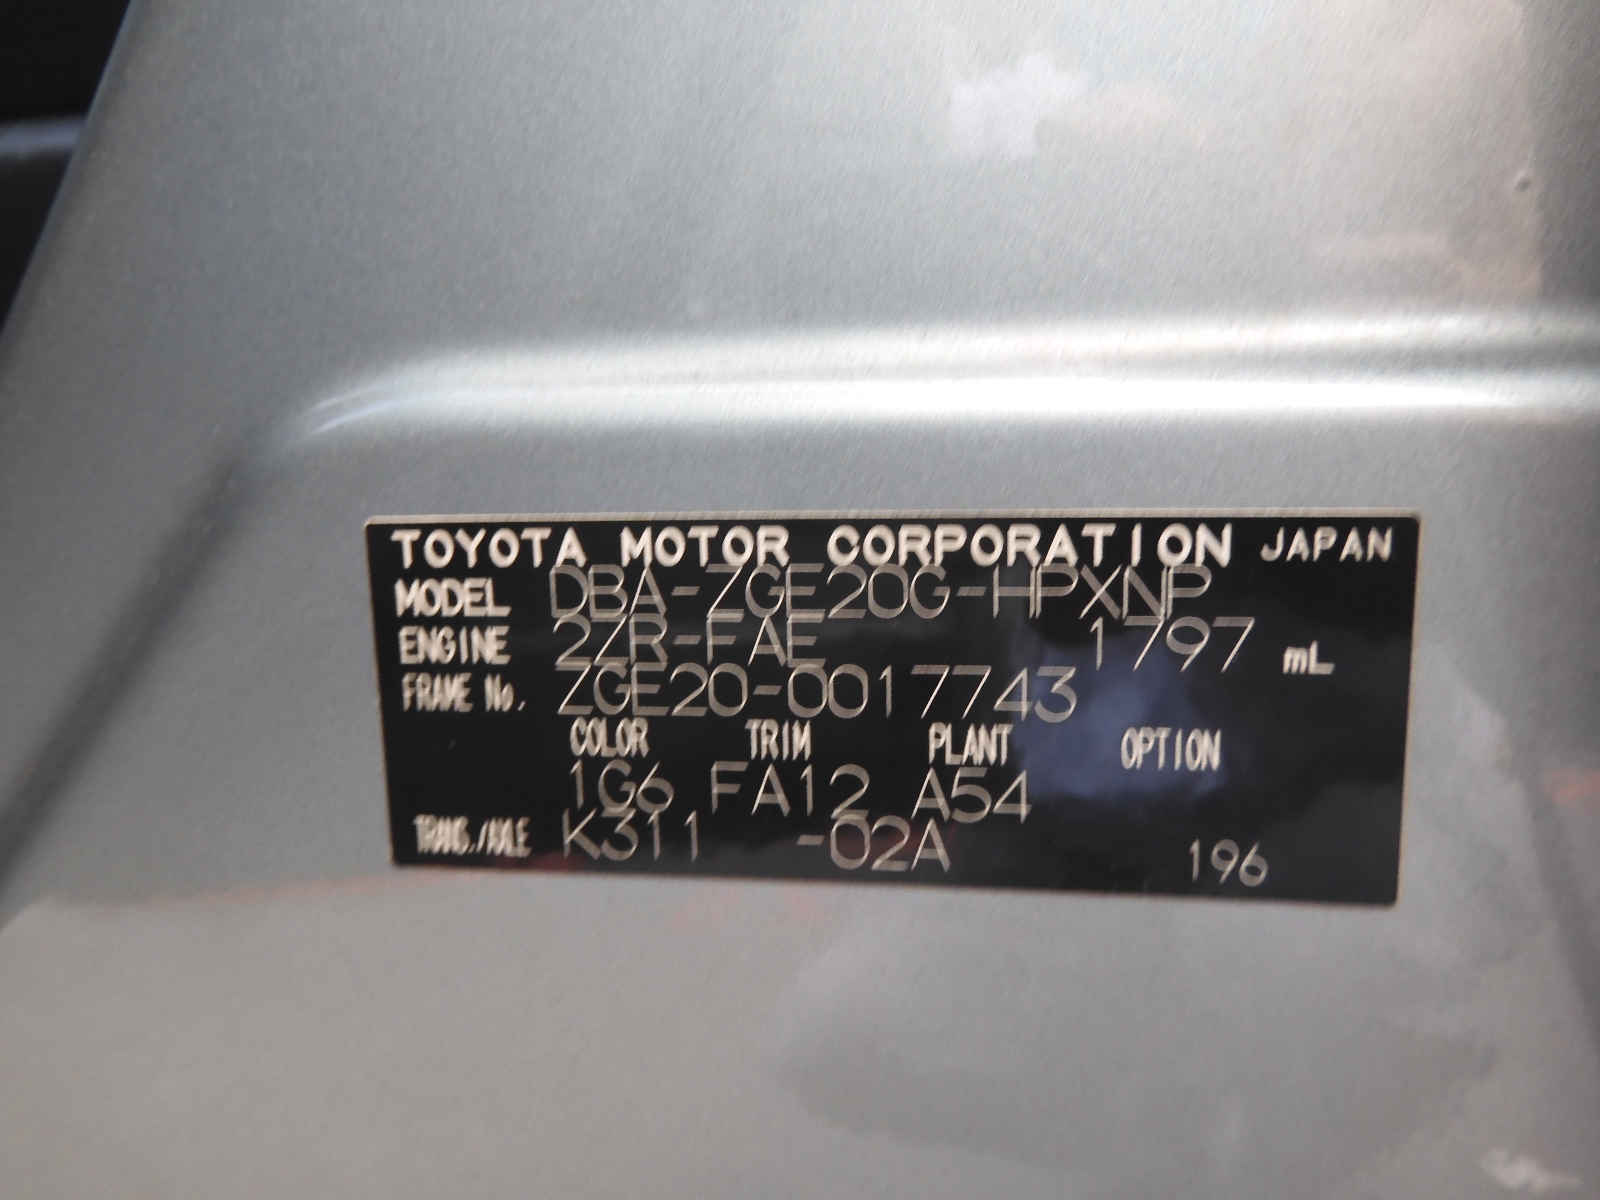 TOYOTA MOTOR CORPORATION JAPAN
MODEL DBA-ZGE20G-HPXNP
ENGINE 2ZR-FAE 1797 mL
FRAME No. ZGE20-0017743
COLOR TRIM PLANT OPTION
1G6 FA12 A54
TRANS./AXLE K311 -02A 196